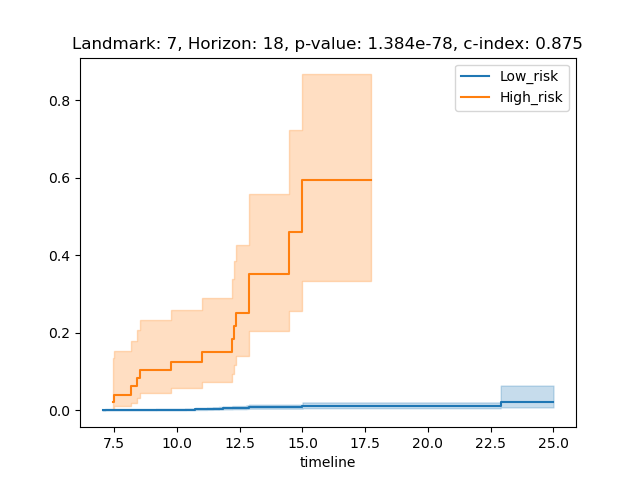 Landmark: 7, Horizon: 18, p-value: 1.384e-78, c-index: 0.875
Low_risk
High_risk
0.8
0.6
0.4
0.2
0.0
7.5 10.0 12.5 15.0 17.5 20.0 22.5 25.0
timeline